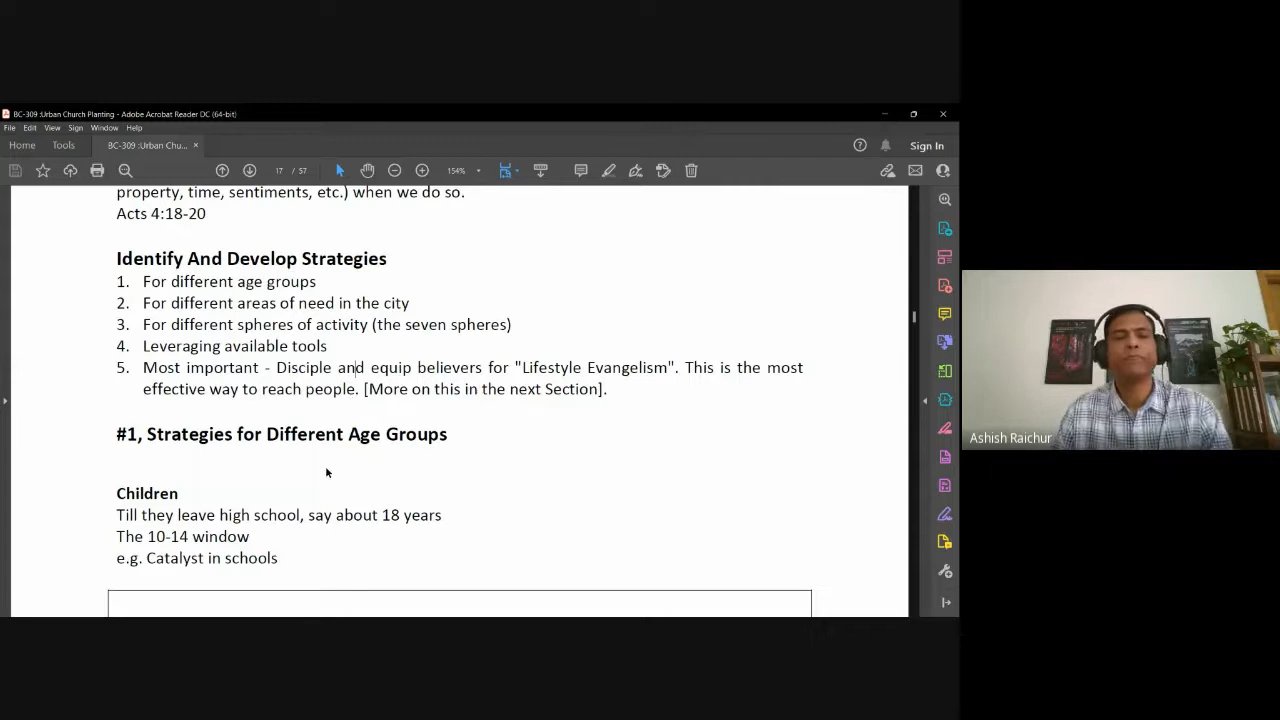 BC-309 :Urban Church Planting - Adobe Acrobat Reader DC (64-bit)
File Edit View Sign Window Help
Home Tools BC-309 :Urban Chu... × Sign In
17 / 57 154%
property, time, sentiments, etc.) when we do so.
Acts 4:18-20
Identify And Develop Strategies
1. For different age groups
2. For different areas of need in the city
3. For different spheres of activity (the seven spheres)
4. Leveraging available tools
5. Most important - Disciple and equip believers for "Lifestyle Evangelism". This is the most
effective way to reach people. [More on this in the next Section].
#1, Strategies for Different Age Groups
Children
Till they leave high school, say about 18 years
The 10-14 window
e.g. Catalyst in schools
Ashish Raichur